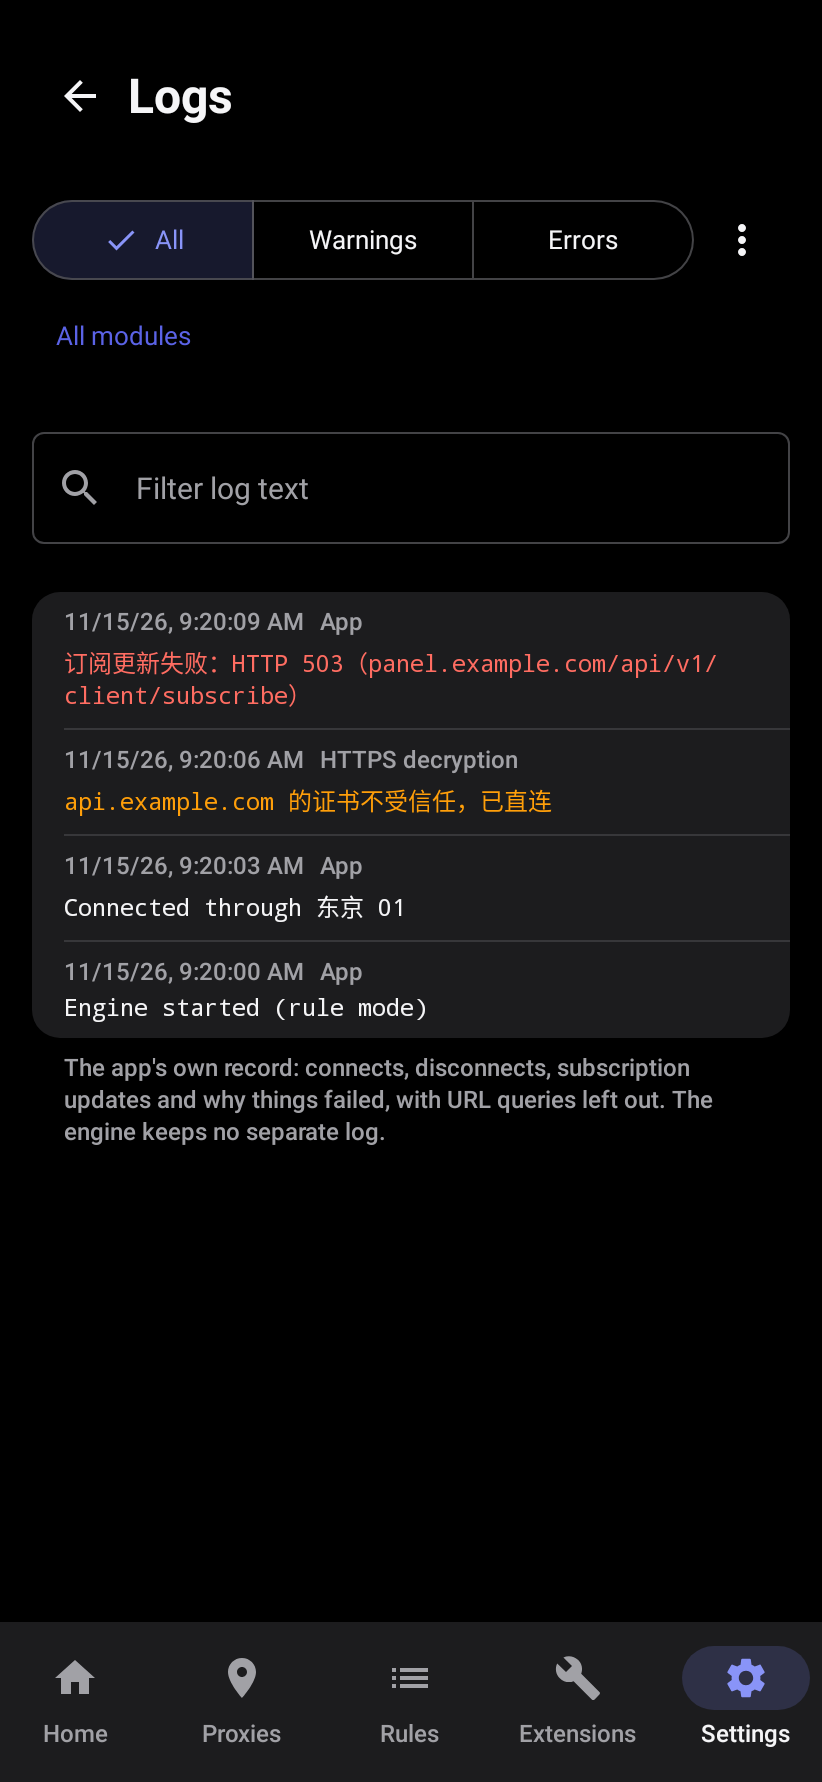 Logs
All
Warnings
Errors
All modules
Filter log text
11/15/26, 9:20:09 AM App
订阅更新失败：HTTP 503（panel.example.com/api/v1/
client/subscribe）
11/15/26, 9:20:06 AM HTTPS decryption
api.example.com 的证书不受信任，已直连
11/15/26, 9:20:03 AM App
Connected through 东京 01
11/15/26, 9:20:00 AM App
Engine started (rule mode)
The app's own record: connects, disconnects, subscription
updates and why things failed, with URL queries left out. The
engine keeps no separate log.
Home
Proxies
Rules
Extensions
Settings